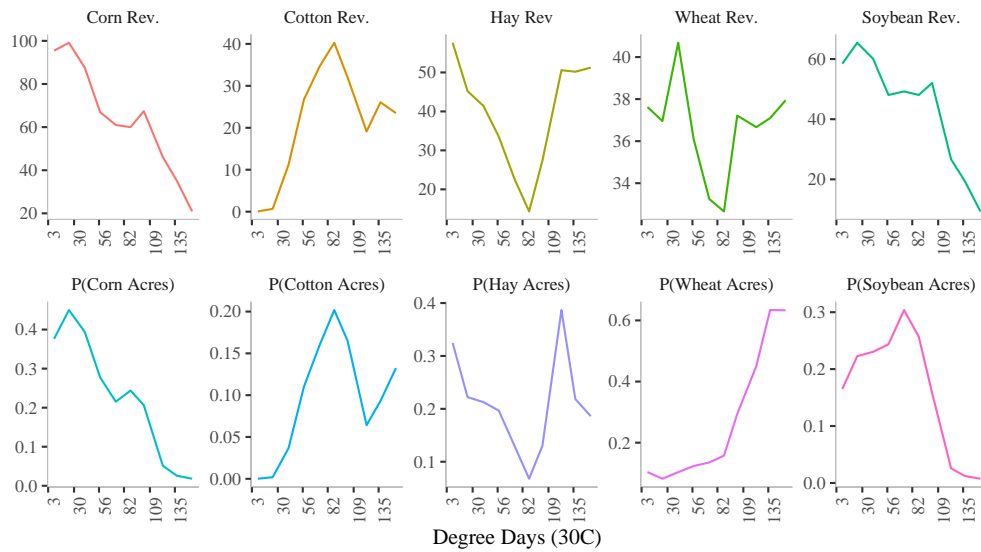 Corn Rev. Cotton Rev. Hay Rev Wheat Rev. Soybean Rev.
100 80 60 40 20
40 30 20 10 0
50 40 30 20
40 38 36 34
60 40 20
3 30 56 82 109 135 3 30 56 82 109 135 3 30 56 82 109 135 3 30 56 82 109 135 3 30 56 82 109 135
P(Corn Acres) P(Cotton Acres) P(Hay Acres) P(Wheat Acres) P(Soybean Acres)
0.4 0.3 0.2 0.1 0.0
0.20 0.15 0.10 0.05 0.00
0.4 0.3 0.2 0.1
0.6 0.4 0.2
0.3 0.2 0.1 0.0
3 30 56 82 109 135 3 30 56 82 109 135 3 30 56 82 109 135 3 30 56 82 109 135 3 30 56 82 109 135
Degree Days (30C)